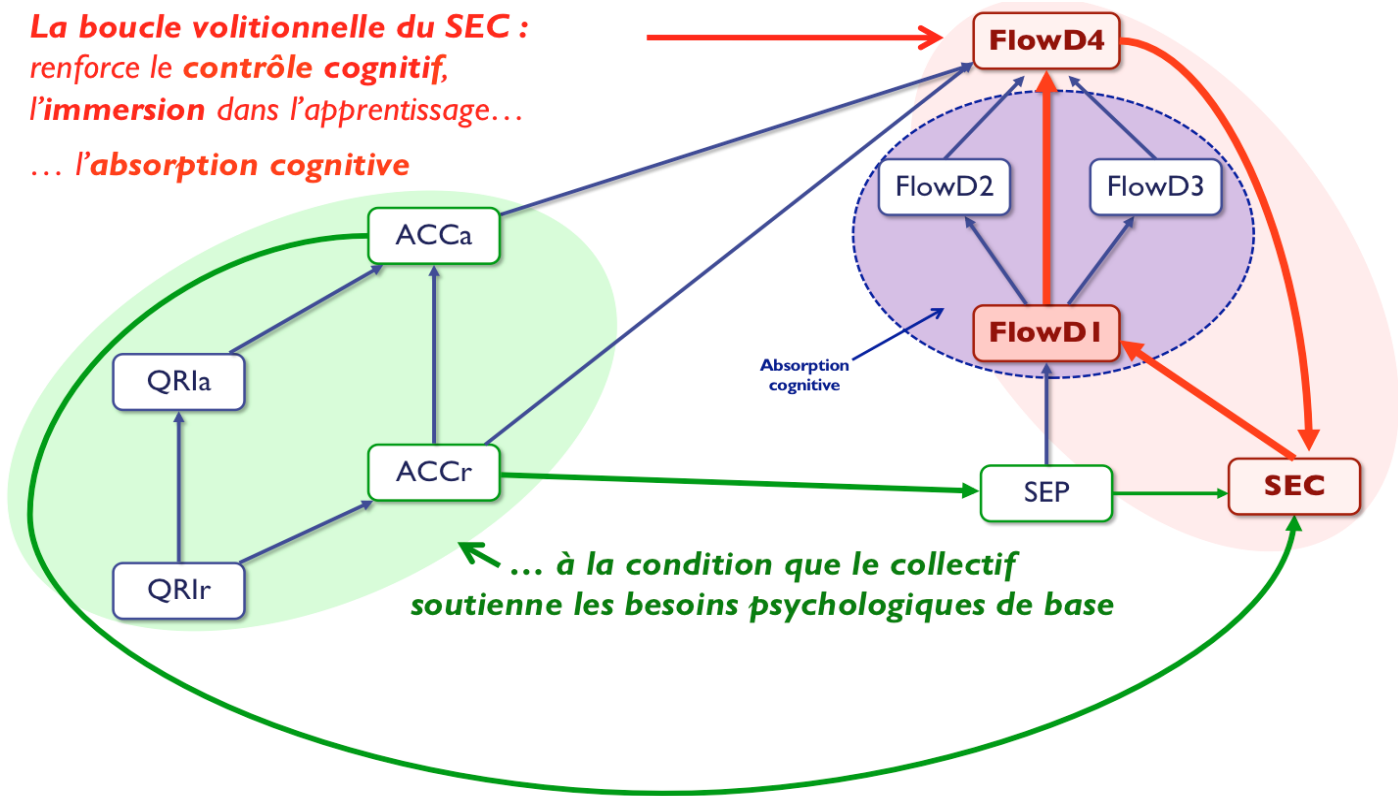 La boucle volitionnelle du SEC :
renforce le contrôle cognitif,
l’immersion dans l’apprentissage…
… l’absorption cognitive
FlowD4
FlowD2
FlowD3
ACCa
FlowD1
Absorption
cognitive
QRIa
ACCr
SEP
SEC
… à la condition que le collectif
soutienne les besoins psychologiques de base
QRIr